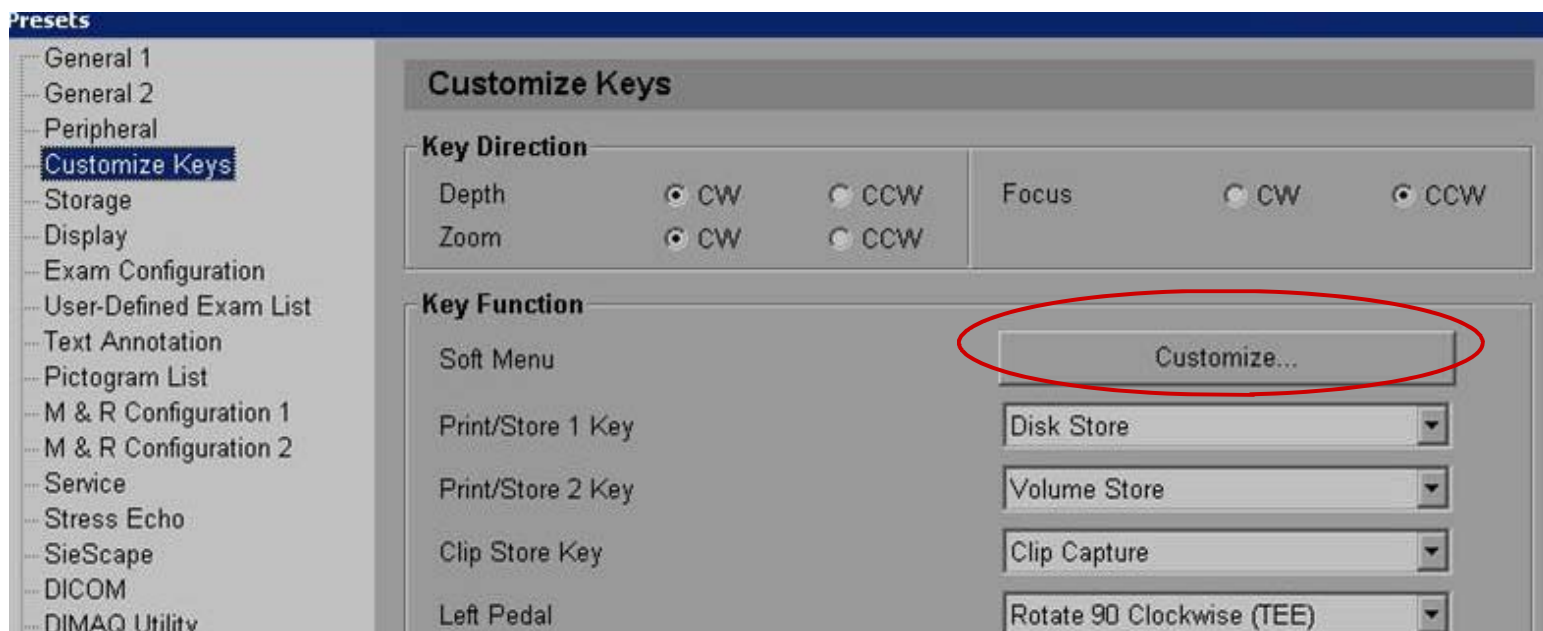 Presets
General 1
General 2
Peripheral
Customize Keys
Storage
Display
Exam Configuration
User-Defined Exam List
Text Annotation
Pictogram List
M & R Configuration 1
M & R Configuration 2
Service
Stress Echo
SieScape
DICOM
DIMAQ Utility
Customize Keys
Key Direction
Depth CW CCW Focus CW CCW
Zoom CW CCW
Key Function
Soft Menu Customize...
Print/Store 1 Key Disk Store
Print/Store 2 Key Volume Store
Clip Store Key Clip Capture
Left Pedal Rotate 90 Clockwise (TEE)